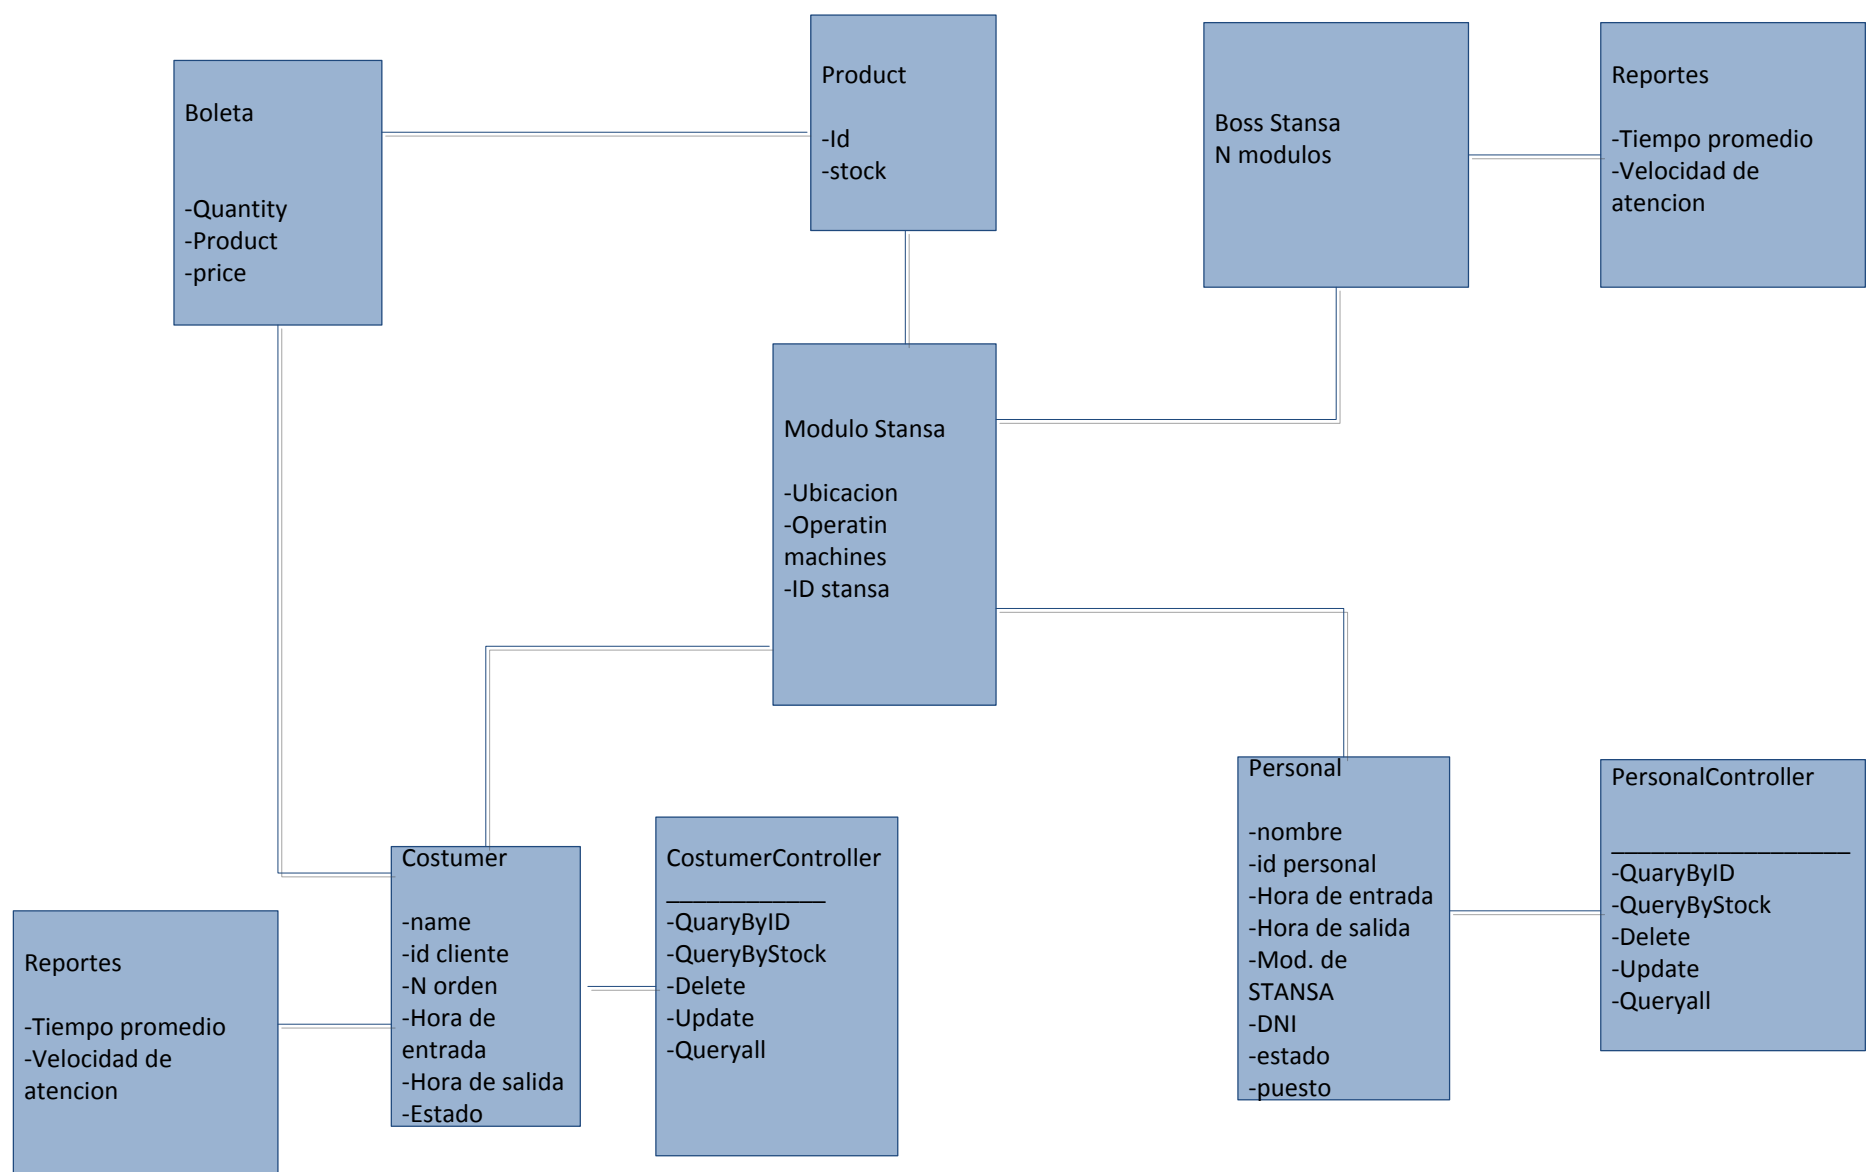 Boleta
-Quantity
-Product
-price
Product
-Id
-stock
Boss Stansa
N modulos
Reportes
-Tiempo promedio
-Velocidad de
atencion
Modulo Stansa
-Ubicacion
-Operatin
machines
-ID stansa
Reportes
-Tiempo promedio
-Velocidad de
atencion
Costumer
-name
-id cliente
-N orden
-Hora de
entrada
-Hora de salida
-Estado
CostumerController
____________
-QuaryByID
-QueryByStock
-Delete
-Update
-Queryall
Personal
-nombre
-id personal
-Hora de entrada
-Hora de salida
-Mod. de
STANSA
-DNI
-estado
-puesto
PersonalController
__________________
-QuaryByID
-QueryByStock
-Delete
-Update
-Queryall